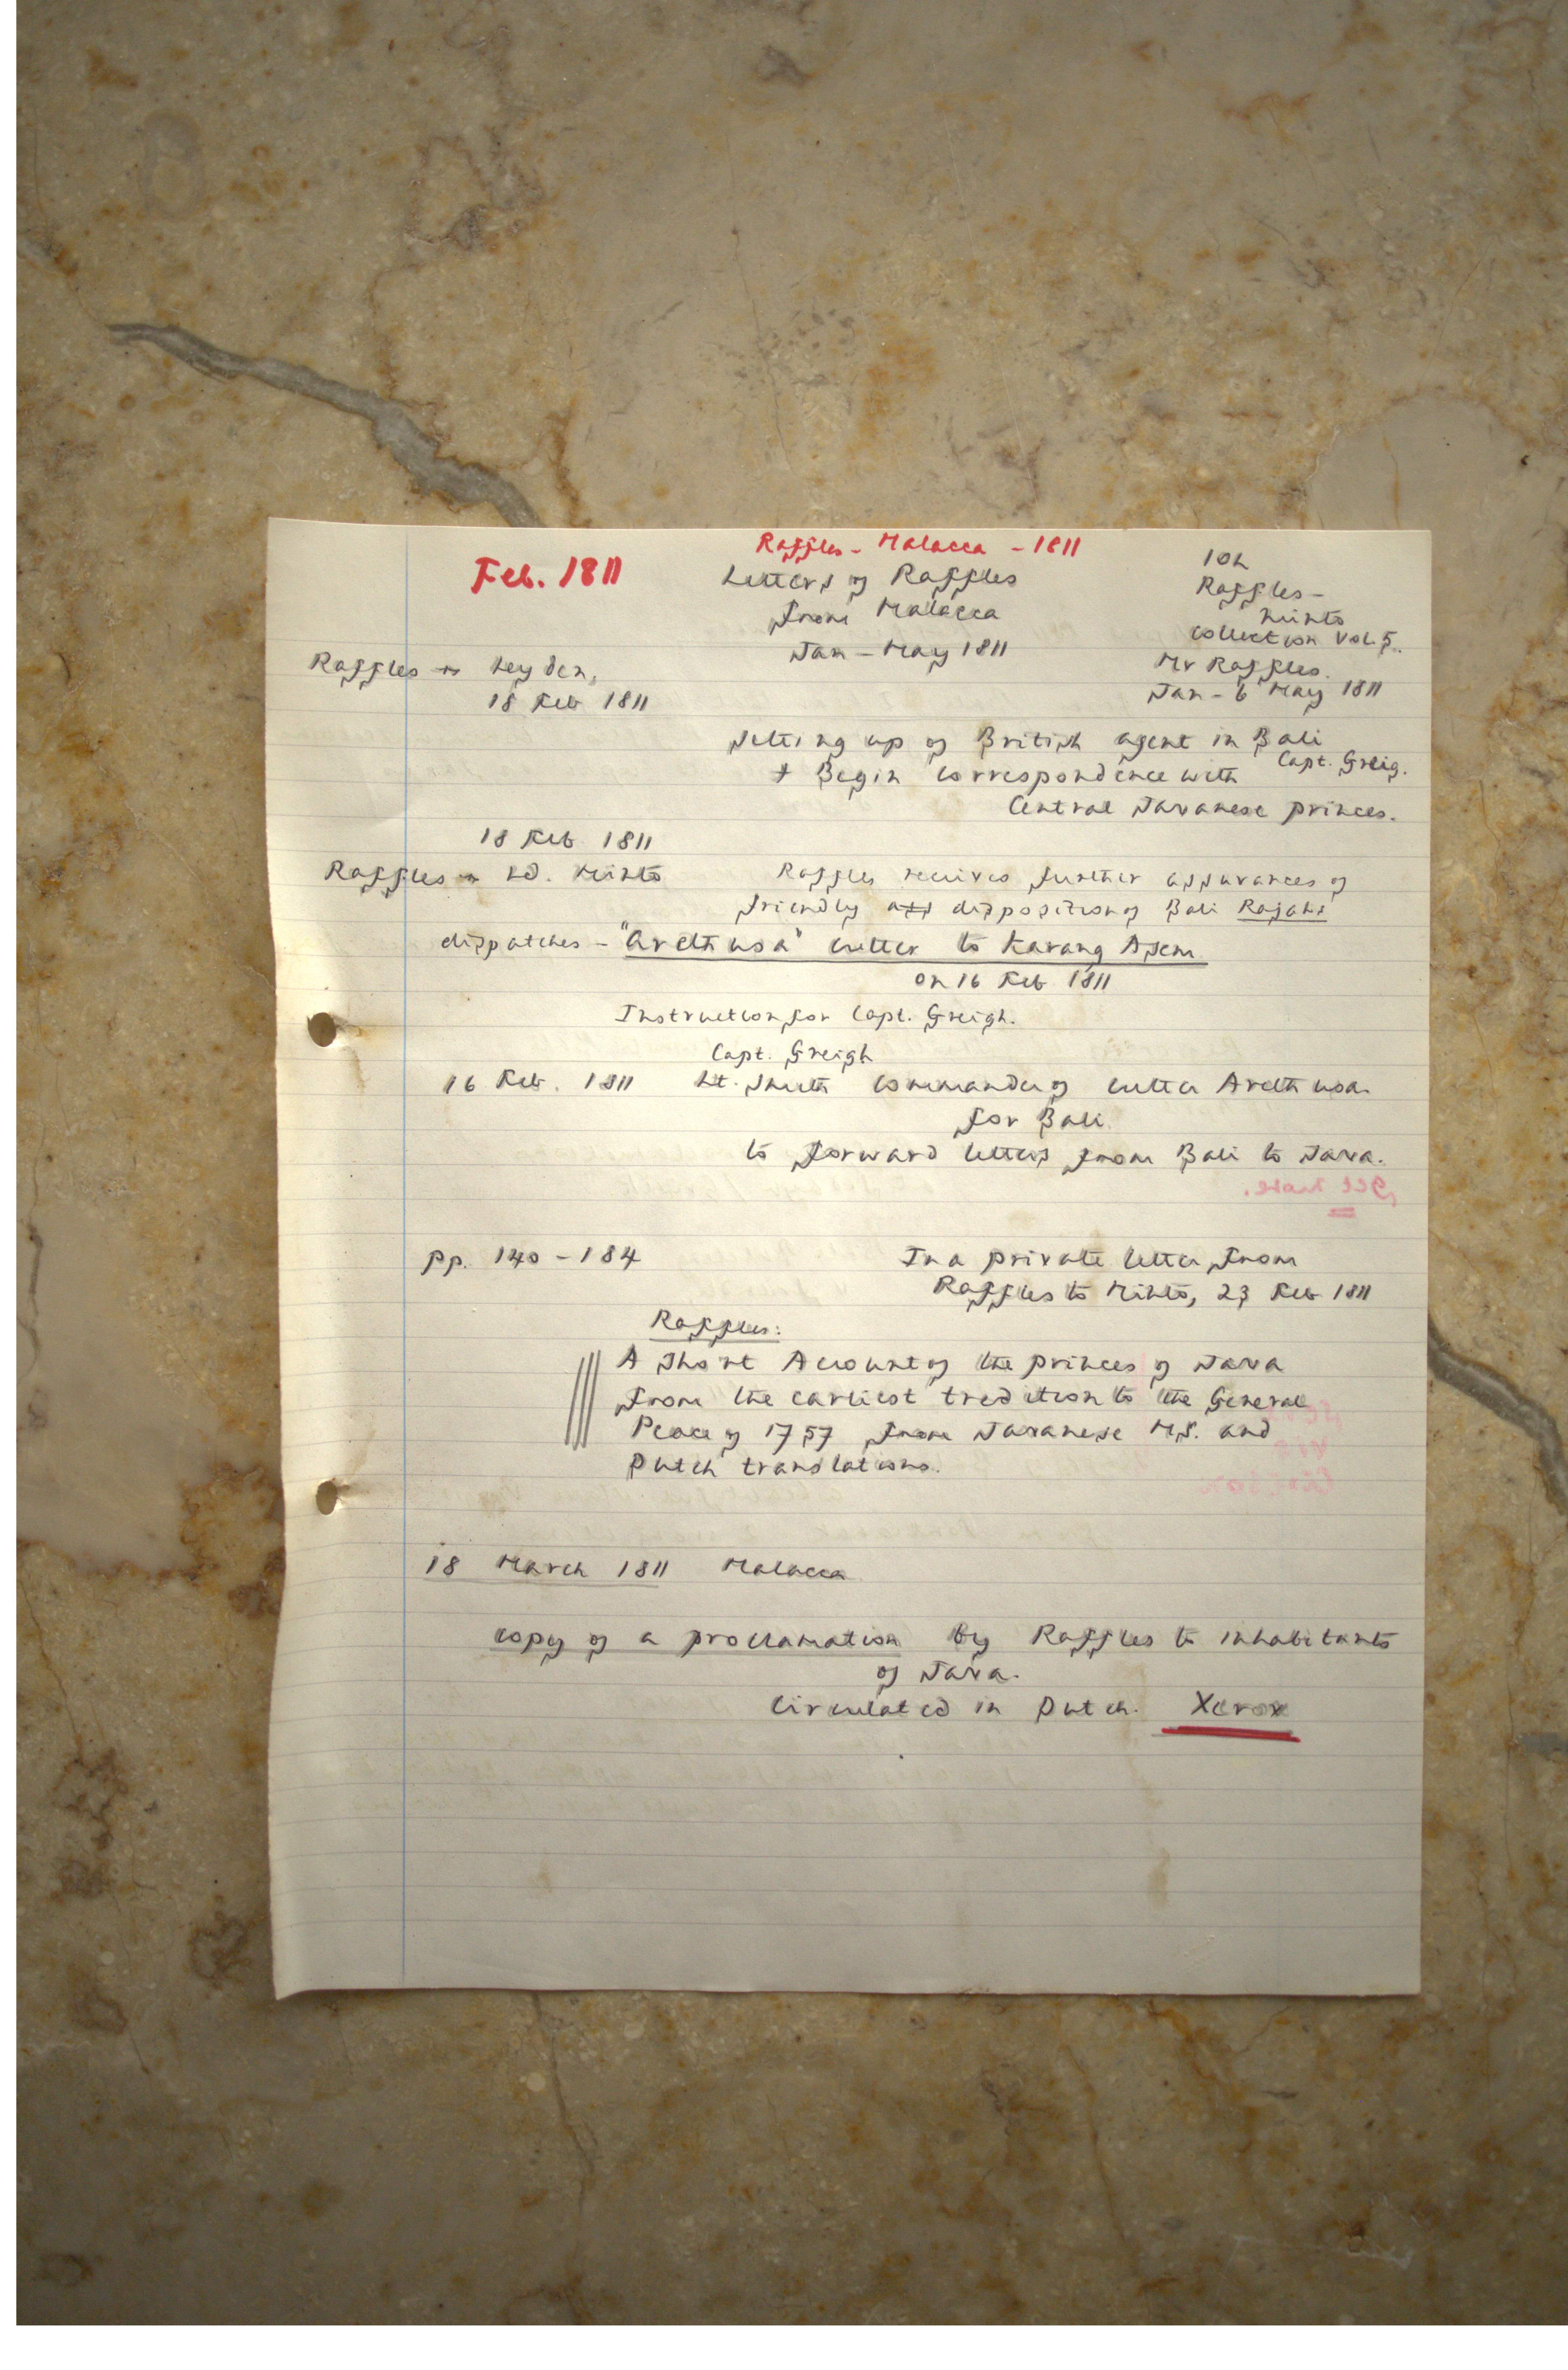 Feb. 1811
Raffles - Malacca - 1811
Letters of Raffles
from Malacca
Jan - May 1811
IOL
Raffles -
Minto
Collection Vol. 5.
Mr Raffles.
Jan - 6 May 1811
Raffles to Leyden,
18 Feb 1811
Setting up of British agent in Bali
Capt. Greig.
+ Begin correspondence with
Central Javanese princes.
18 Feb 1811
Raffles to Ld. Minto
Raffles receives further assurances of
friendly disposition of Bali Rajahs
dispatches - "Arethusa" cutter to Karang Asem
on 16 Feb 1811
Instruction for Capt. Greigh.
Capt. Greigh
16 Feb. 1811 Lt. Smith commander of cutter Arethusa
for Bali
to forward letters from Bali to Java.
pp. 140 - 184
In a private letter from
Raffles to Minto, 23 Feb 1811
Raffles:
A Short Account of the princes of Java
from the earliest tredition to the General
Peace of 1757 from Javanese M.S. and
Dutch translations.
18 March 1811 Malacca
copy of a proclamation by Raffles to inhabitants
of Java.
Circulated in Dutch. Xerox